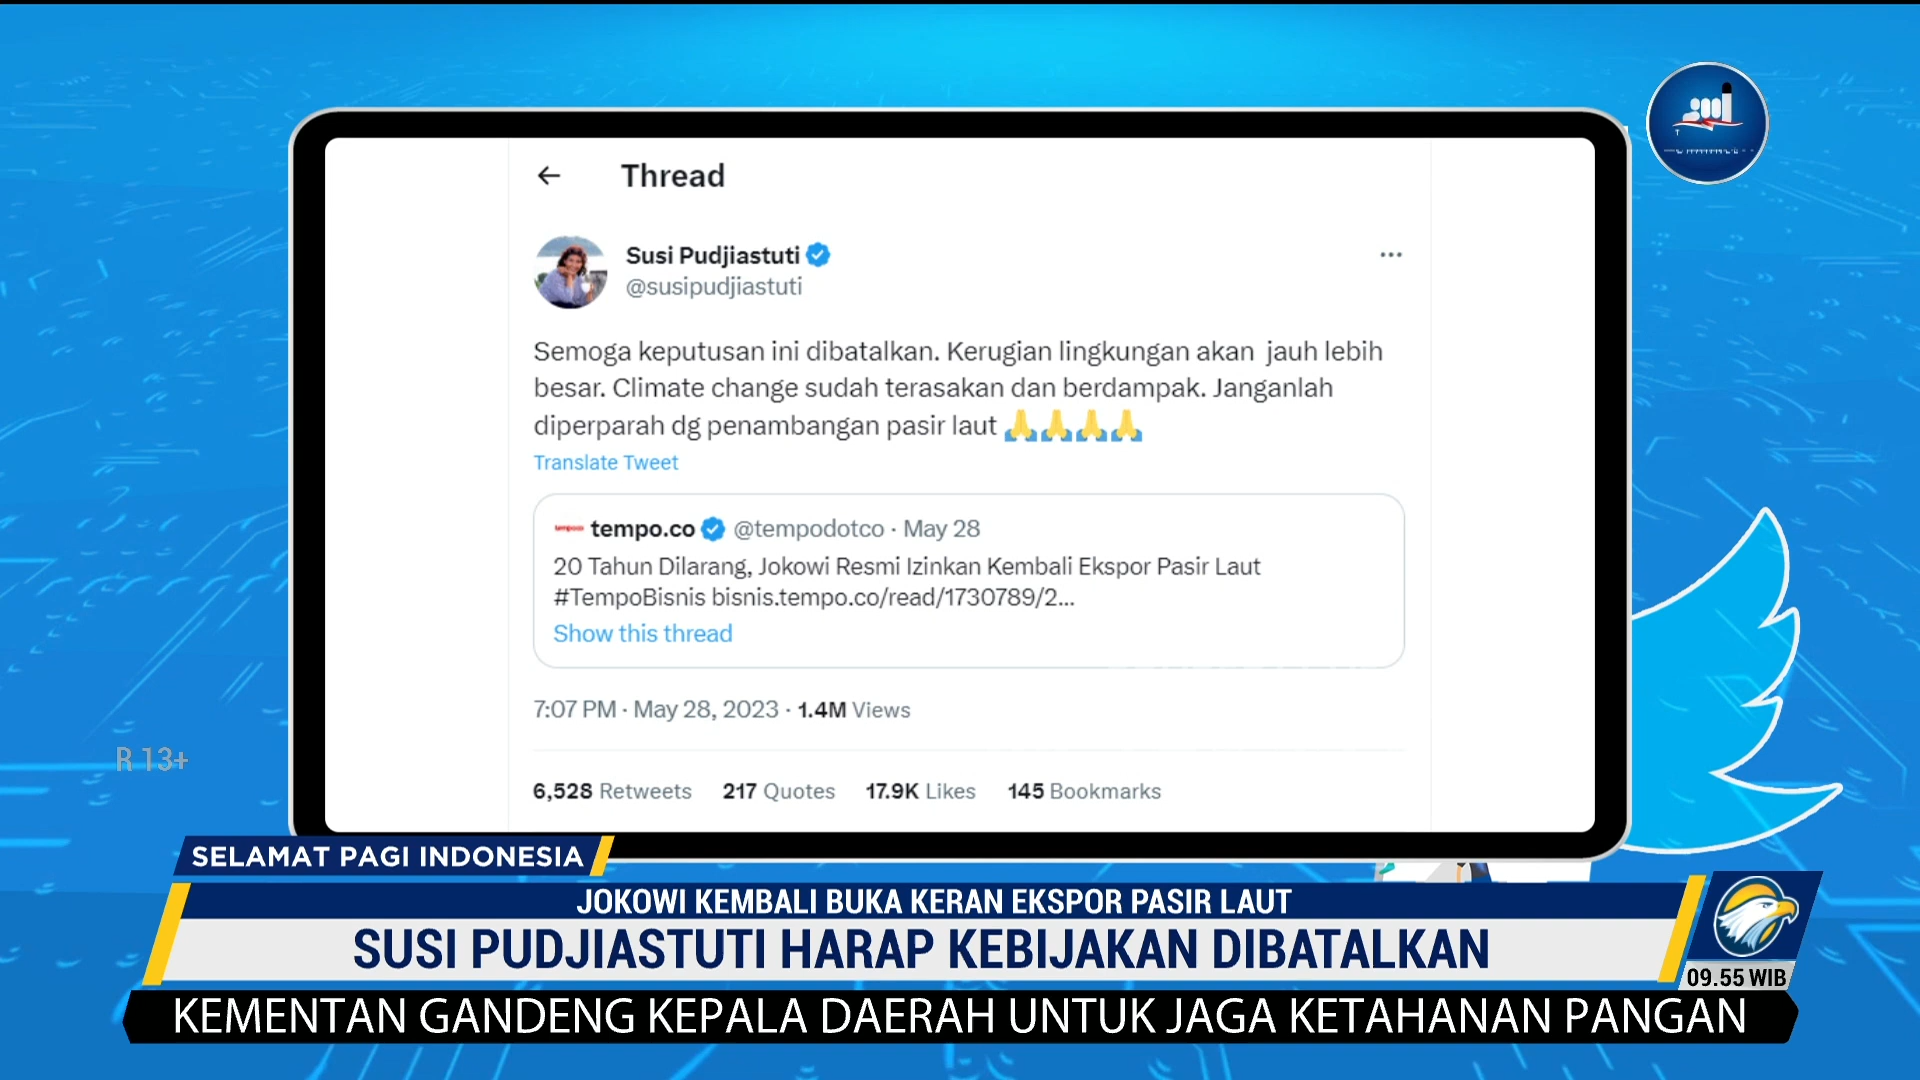 Thread
Susi Pudjiastuti
@susipudjiastuti
Semoga keputusan ini dibatalkan. Kerugian lingkungan akan jauh lebih
besar. Climate change sudah terasakan dan berdampak. Janganlah
diperparah dg penambangan pasir laut 🙏🙏🙏🙏
Translate Tweet
tempo.co @tempodotco · May 28
20 Tahun Dilarang, Jokowi Resmi Izinkan Kembali Ekspor Pasir Laut
#TempoBisnis bisnis.tempo.co/read/1730789/2...
Show this thread
7:07 PM · May 28, 2023 · 1.4M Views
6,528 Retweets 217 Quotes 17.9K Likes 145 Bookmarks
R 13+
SELAMAT PAGI INDONESIA
JOKOWI KEMBALI BUKA KERAN EKSPOR PASIR LAUT
SUSI PUDJIASTUTI HARAP KEBIJAKAN DIBATALKAN
09.55 WIB
KEMENTAN GANDENG KEPALA DAERAH UNTUK JAGA KETAHANAN PANGAN